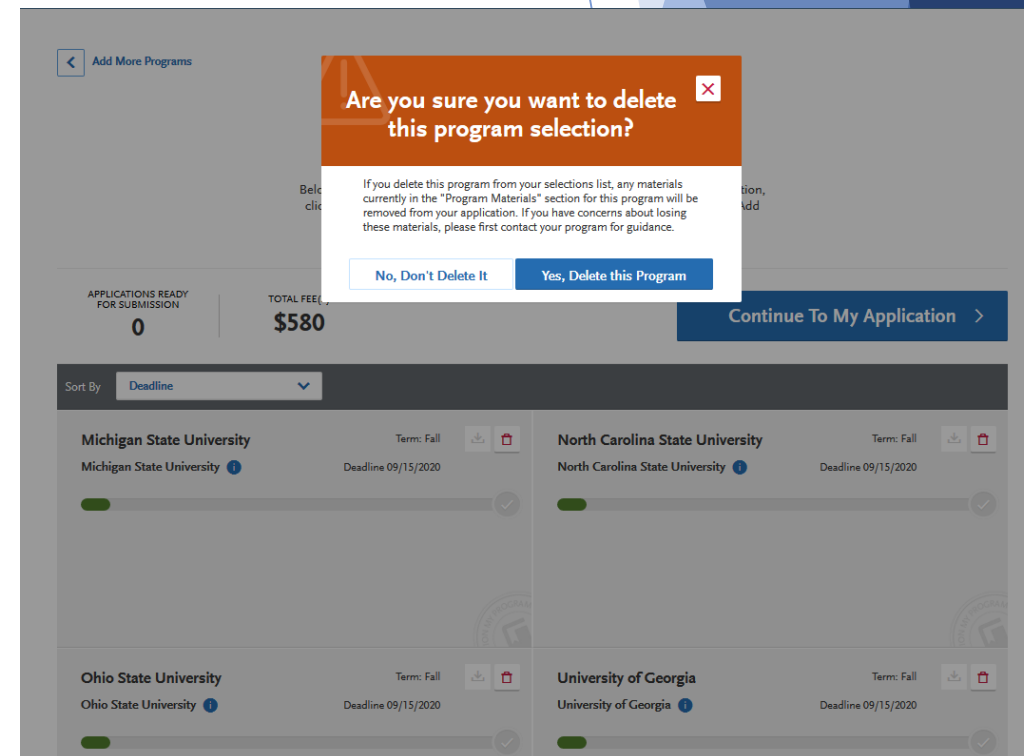 Add More Programs
Are you sure you want to delete
this program selection?
If you delete this program from your selections list, any materials
currently in the "Program Materials" section for this program will be
removed from your application. If you have concerns about losing
these materials, please first contact your program for guidance.
No, Don't Delete It
Yes, Delete this Program
APPLICATIONS READY
FOR SUBMISSION
0
TOTAL
$580
Continue To My Application
Sort By
Deadline
Michigan State University
Term: Fall
Michigan State University
Deadline 09/15/2020
North Carolina State University
Term: Fall
North Carolina State University
Deadline 09/15/2020
Ohio State University
Term: Fall
Ohio State University
Deadline 09/15/2020
University of Georgia
Term: Fall
University of Georgia
Deadline 09/15/2020